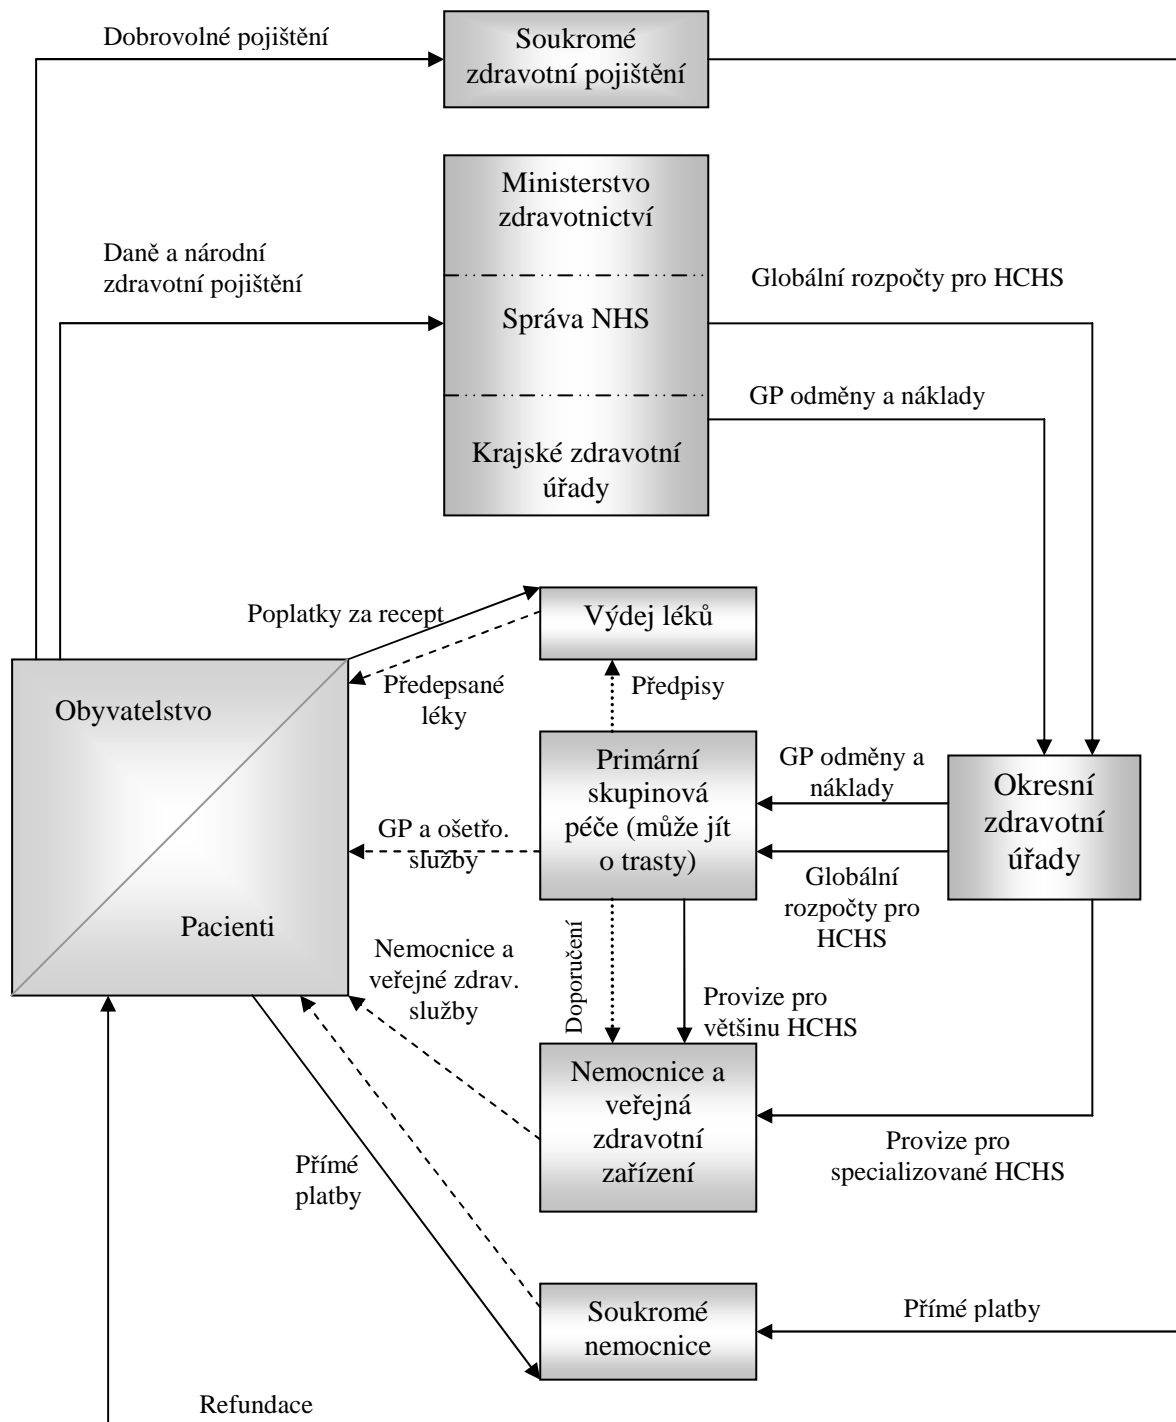 Dobrovolné pojištění
Soukromé
zdravotní pojištění
Ministerstvo
zdravotnictví
Daně a národní
zdravotní pojištění
Globální rozpočty pro HCHS
Správa NHS
GP odměny a náklady
Krajské zdravotní
úřady
Poplatky za recept
Výdej léků
Předepsané
léky
Předpisy
Obyvatelstvo
Primární
skupinová
péče (může jít
o trasty)
GP odměny a
náklady
Okresní
zdravotní
úřady
GP a ošetřo.
služby
Globální
rozpočty pro
HCHS
Pacienti
Nemocnice a
veřejné zdrav.
služby
Doporučení
Provize pro
většinu HCHS
Nemocnice a
veřejná
zdravotní
zařízení
Provize pro
specializované HCHS
Přímé
platby
Soukromé
nemocnice
Přímé platby
Refundace